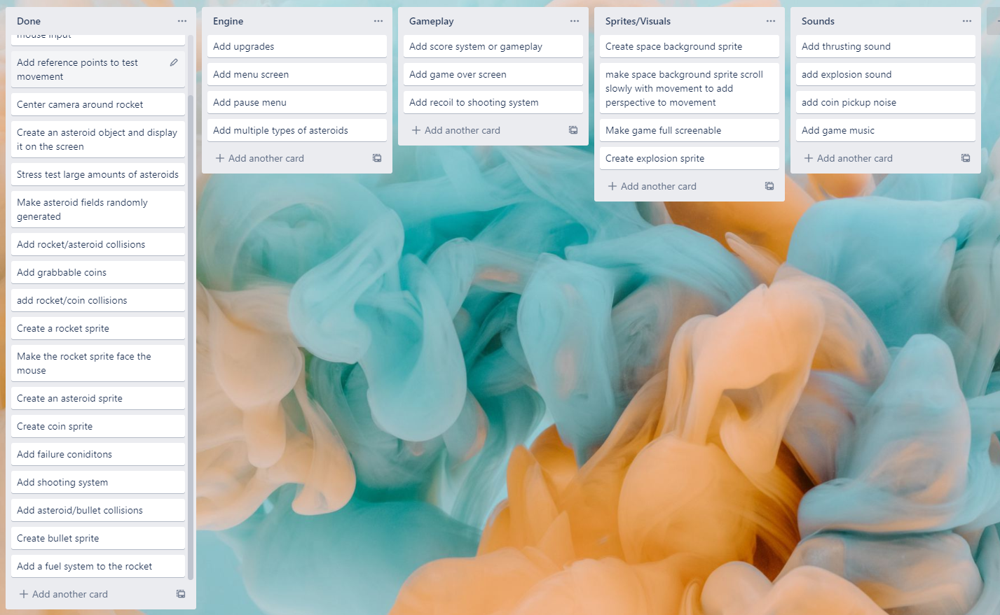 Done
mouse input
Add reference points to test
movement
Center camera around rocket
Create an asteroid object and display
it on the screen
Stress test large amounts of asteroids
Make asteroid fields randomly
generated
Add rocket/asteroid collisions
Add grabbable coins
add rocket/coin collisions
Create a rocket sprite
Make the rocket sprite face the
mouse
Create an asteroid sprite
Create coin sprite
Add failure coniditons
Add shooting system
Add asteroid/bullet collisions
Create bullet sprite
Add a fuel system to the rocket
Add another card
Engine
Add upgrades
Add menu screen
Add pause menu
Add multiple types of asteroids
Add another card
Gameplay
Add score system or gameplay
Add game over screen
Add recoil to shooting system
Add another card
Sprites/Visuals
Create space background sprite
make space background sprite scroll
slowly with movement to add
perspective to movement
Make game full screenable
Create explosion sprite
Add another card
Sounds
Add thrusting sound
add explosion sound
add coin pickup noise
Add game music
Add another card